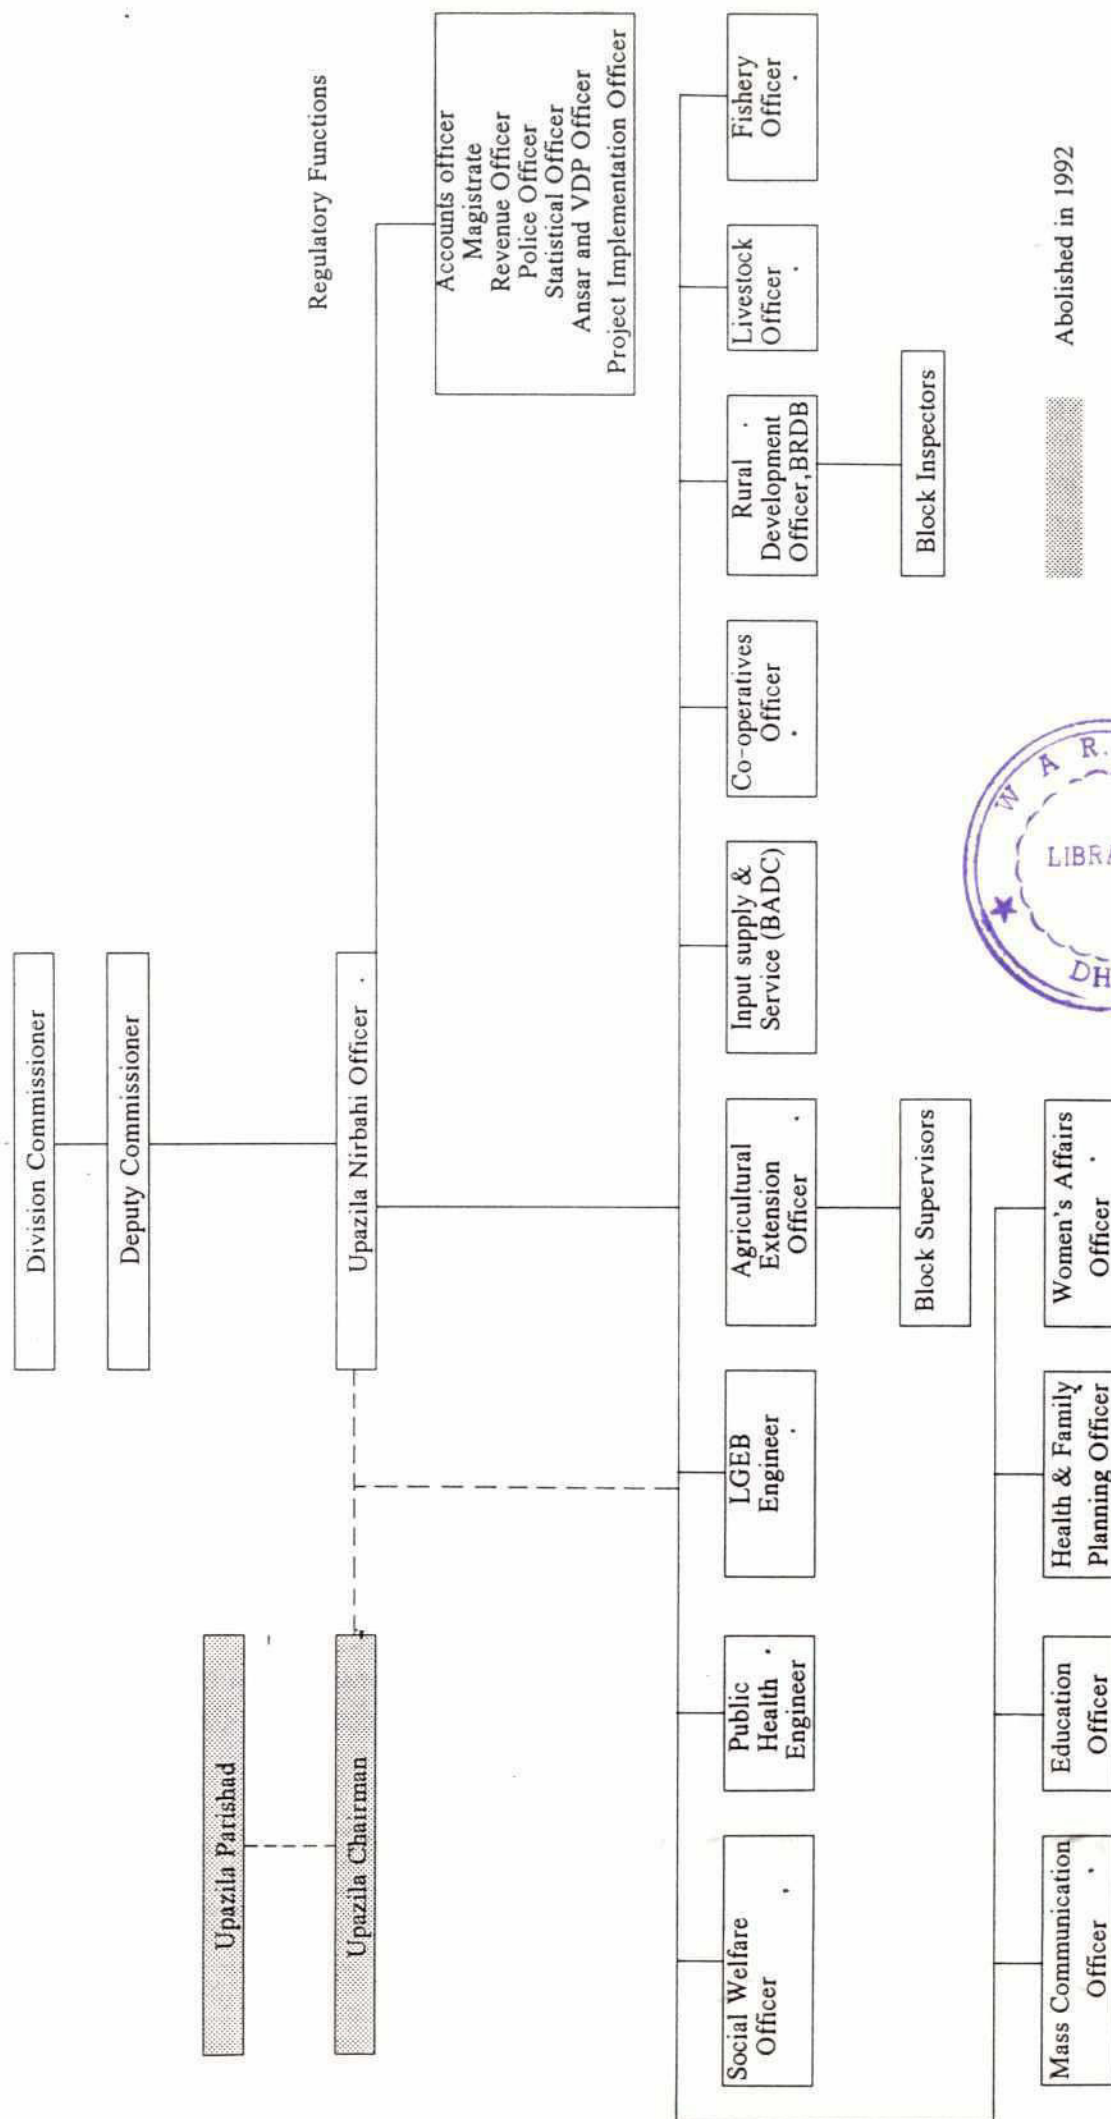 Division Commissioner
Deputy Commissioner
Upazila Parishad
Upazila Chairman
Upazila Nirbahi Officer
Regulatory Functions
Accounts officer
Magistrate
Revenue Officer
Police Officer
Statistical Officer
Ansar and VDP Officer
Project Implementation Officer
Social Welfare
Officer
Public
Health
Engineer
LGEB
Engineer
Agricultural
Extension
Officer
Input supply &
Service (BADC)
Co-operatives
Officer
Rural
Development
Officer,BRDB
Livestock
Officer
Fishery
Officer
Block Supervisors
Block Inspectors
Mass Communication
Officer
Education
Officer
Health & Family
Planning Officer
Women's Affairs
Officer
Abolished in 1992
W A R.